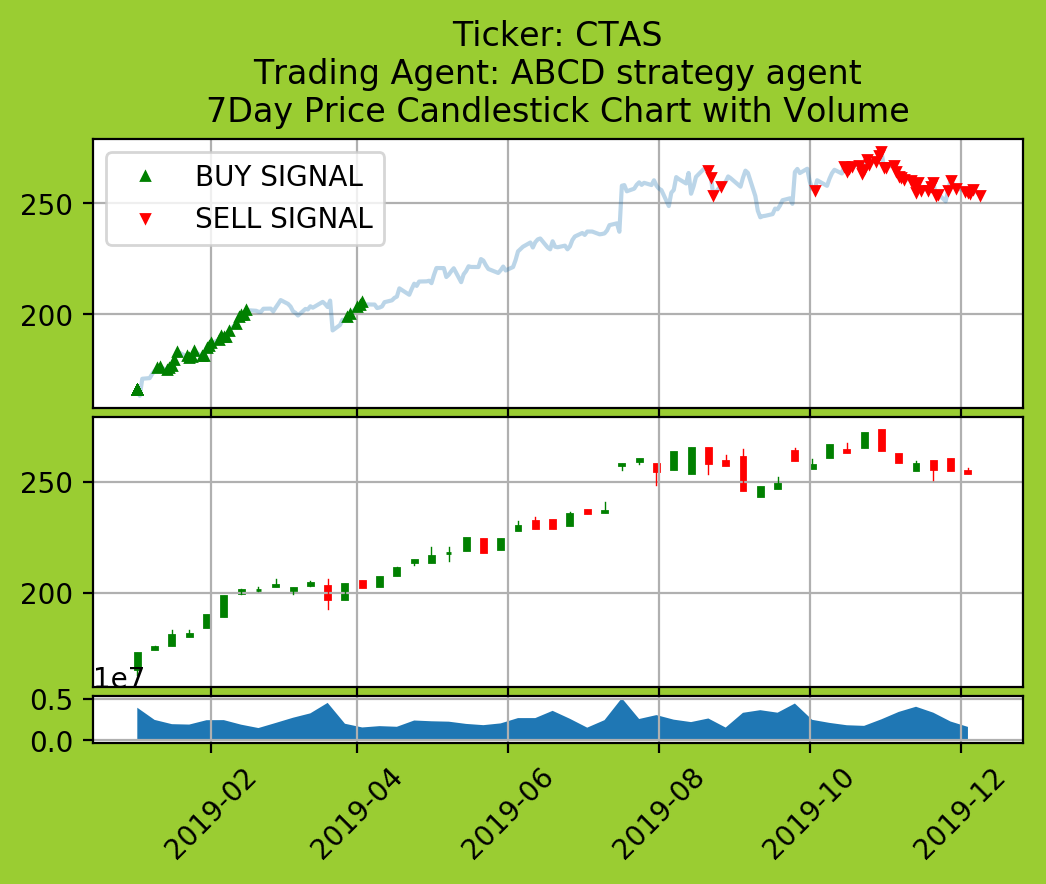 Ticker: CTAS
Trading Agent: ABCD strategy agent
7Day Price Candlestick Chart with Volume
BUY SIGNAL
SELL SIGNAL
250
200
250
200
1e7
0.5
0.0
2019-02
2019-04
2019-06
2019-08
2019-10
2019-12